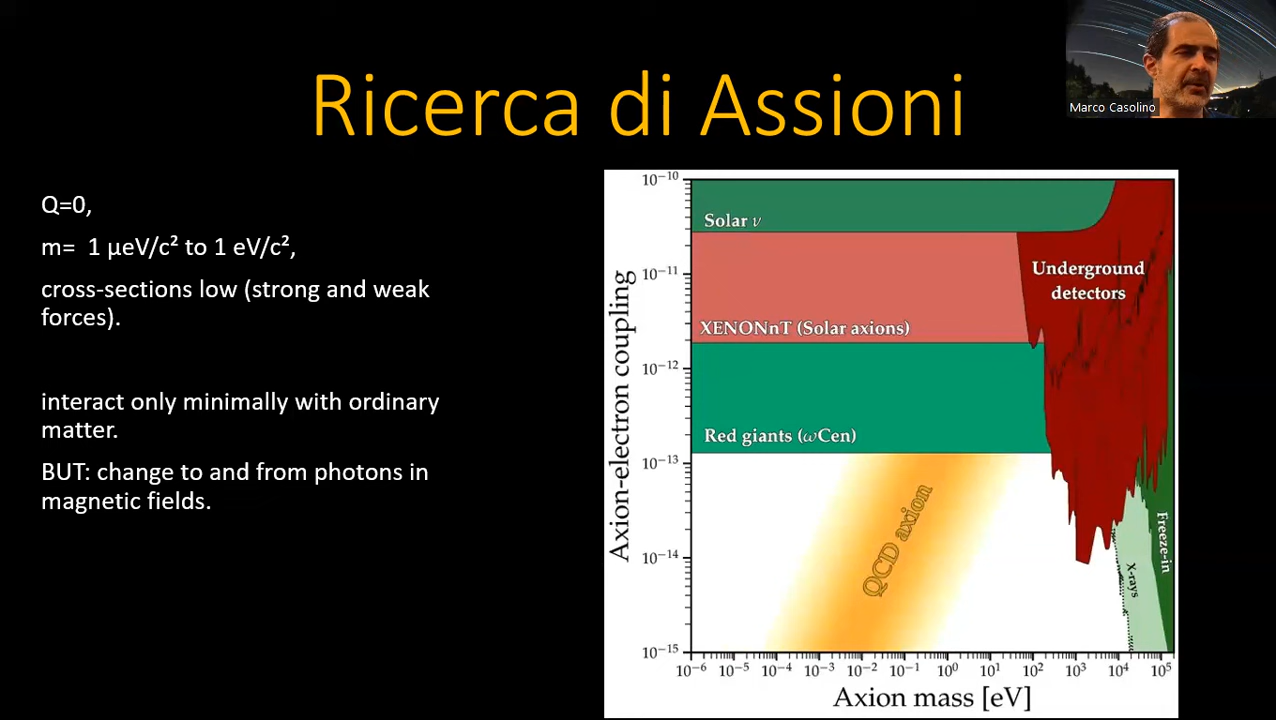 Marco Casolino
Ricerca di Assioni
Q=0,
m= 1 µeV/c² to 1 eV/c²,
cross-sections low (strong and weak
forces).
interact only minimally with ordinary
matter.
BUT: change to and from photons in
magnetic fields.
Axion-electron coupling
10⁻¹⁰
10⁻¹¹
10⁻¹²
10⁻¹³
10⁻¹⁴
10⁻¹⁵
Solar ν
Underground
detectors
XENONnT (Solar axions)
Red giants (ωCen)
QCD axion
X-rays
Freeze-in
10⁻⁶ 10⁻⁵ 10⁻⁴ 10⁻³ 10⁻² 10⁻¹ 10⁰ 10¹ 10² 10³ 10⁴ 10⁵
Axion mass [eV]